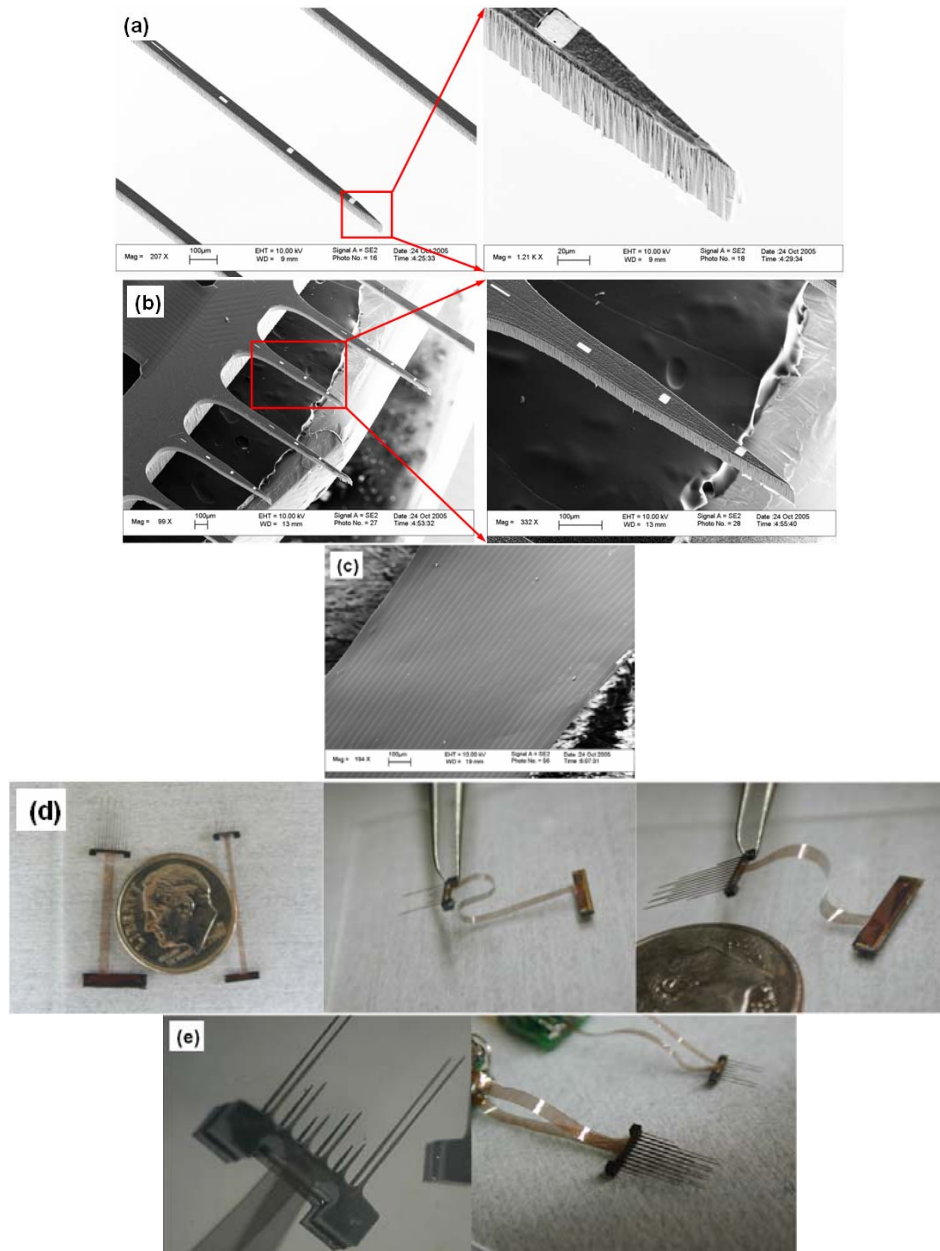 (a)
Mag = 207 X 100µm EHT = 10.00 kV WD = 9 mm Signal A = SE2 Photo No. = 16 Date :24 Oct 2005 Time :4:25:33
Mag = 1.21 K X 20µm EHT = 10.00 kV WD = 9 mm Signal A = SE2 Photo No. = 18 Date :24 Oct 2005 Time :4:29:34
(b)
Mag = 99 X 100µm EHT = 10.00 kV WD = 13 mm Signal A = SE2 Photo No. = 27 Date :24 Oct 2005 Time :4:53:32
Mag = 332 X 100µm EHT = 10.00 kV WD = 13 mm Signal A = SE2 Photo No. = 28 Date :24 Oct 2005 Time :4:55:40
(c)
Mag = 194 X 100µm EHT = 10.00 kV WD = 19 mm Signal A = SE2 Photo No. = Date :24 Oct 2005
(d)
LIBERTY
(e)